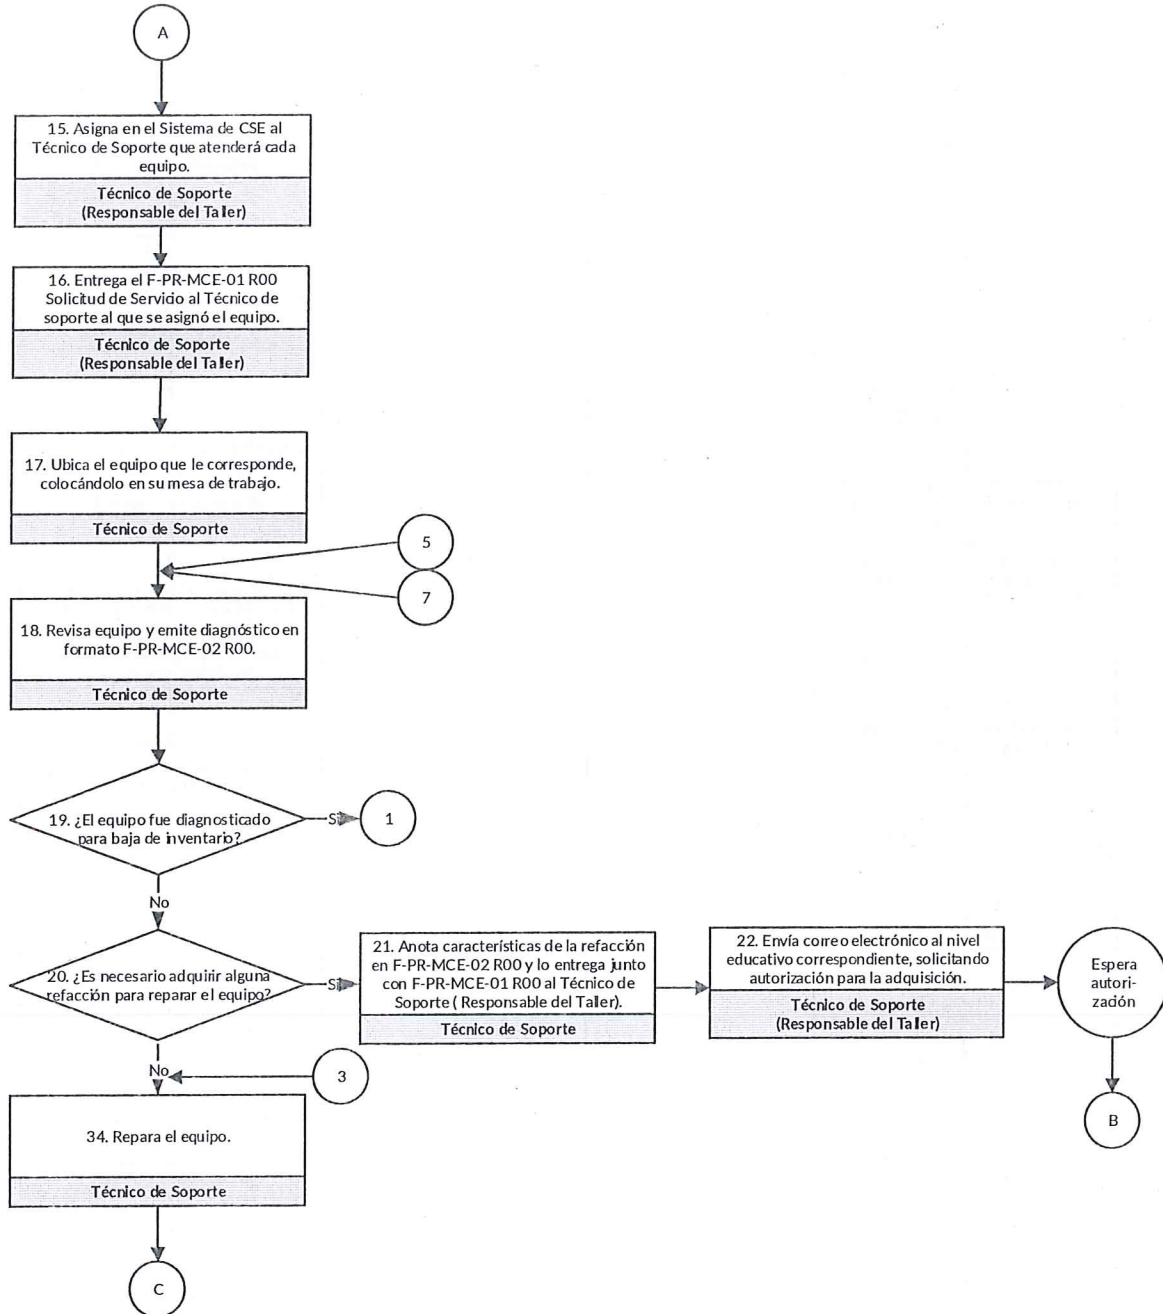 A
15. Asigna en el Sistema de CSE al
Técnico de Soporte que atenderá cada
equipo.
Técnico de Soporte
(Responsable del Taller)
16. Entrega el F-PR-MCE-01 R00
Solicitud de Servicio al Técnico de
soporte al que se asignó el equipo.
Técnico de Soporte
(Responsable del Taller)
17. Ubica el equipo que le corresponde,
colocándolo en su mesa de trabajo.
Técnico de Soporte
5
7
18. Revisa equipo y emite diagnóstico en
formato F-PR-MCE-02 R00.
Técnico de Soporte
19. ¿El equipo fue diagnosticado
para baja de inventario?
Si
1
No
20. ¿Es necesario adquirir alguna
refacción para reparar el equipo?
Si
21. Anota características de la refacción
en F-PR-MCE-02 R00 y lo entrega junto
con F-PR-MCE-01 R00 al Técnico de
Soporte ( Responsable del Taller).
Técnico de Soporte
22. Envía correo electrónico al nivel
educativo correspondiente, solicitando
autorización para la adquisición.
Técnico de Soporte
(Responsable del Taller)
Espera
autori-
zación
B
No
3
34. Repara el equipo.
Técnico de Soporte
C